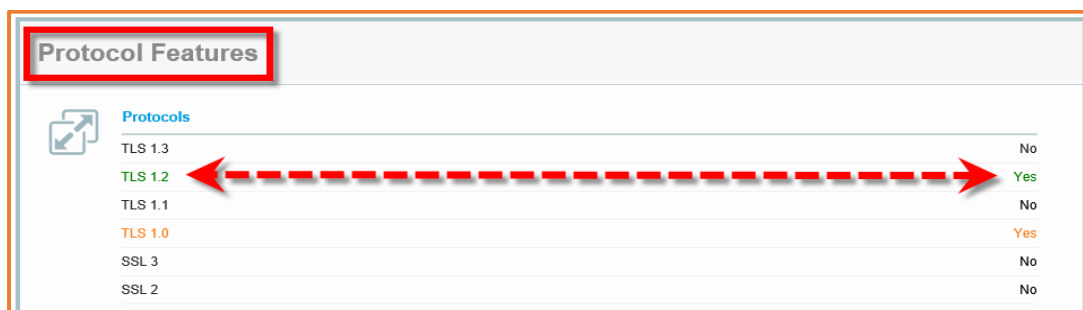 Protocol Features
Protocols
TLS 1.3 No
TLS 1.2 Yes
TLS 1.1 No
TLS 1.0 Yes
SSL 3 No
SSL 2 No